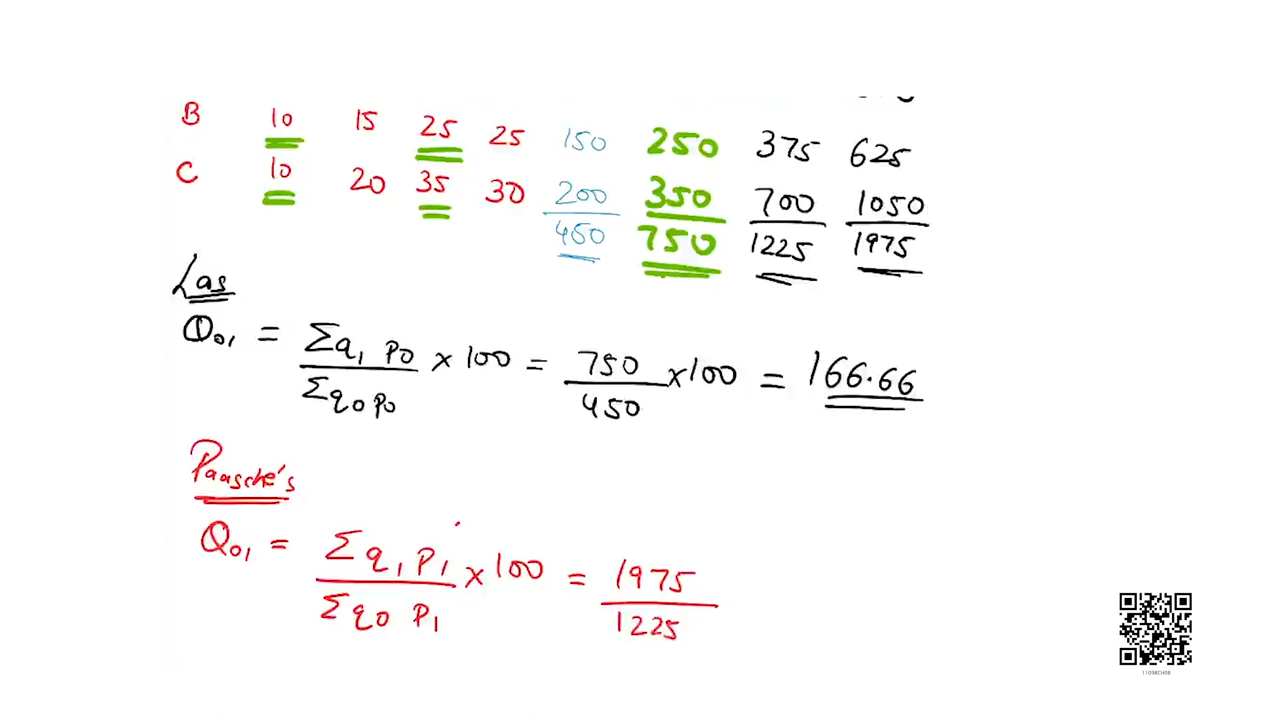 B 10 15 25 25 150 250 375 625
C 10 20 35 30 200 350 700 1050
450 750 1225 1975
Las
Q01 = Σq1 p0 / Σq0 p0 x 100 = 750 / 450 x 100 = 166.66
Paasche's
Q01 = Σq1 p1 / Σq0 p1 x 100 = 1975 / 1225
11098CH08